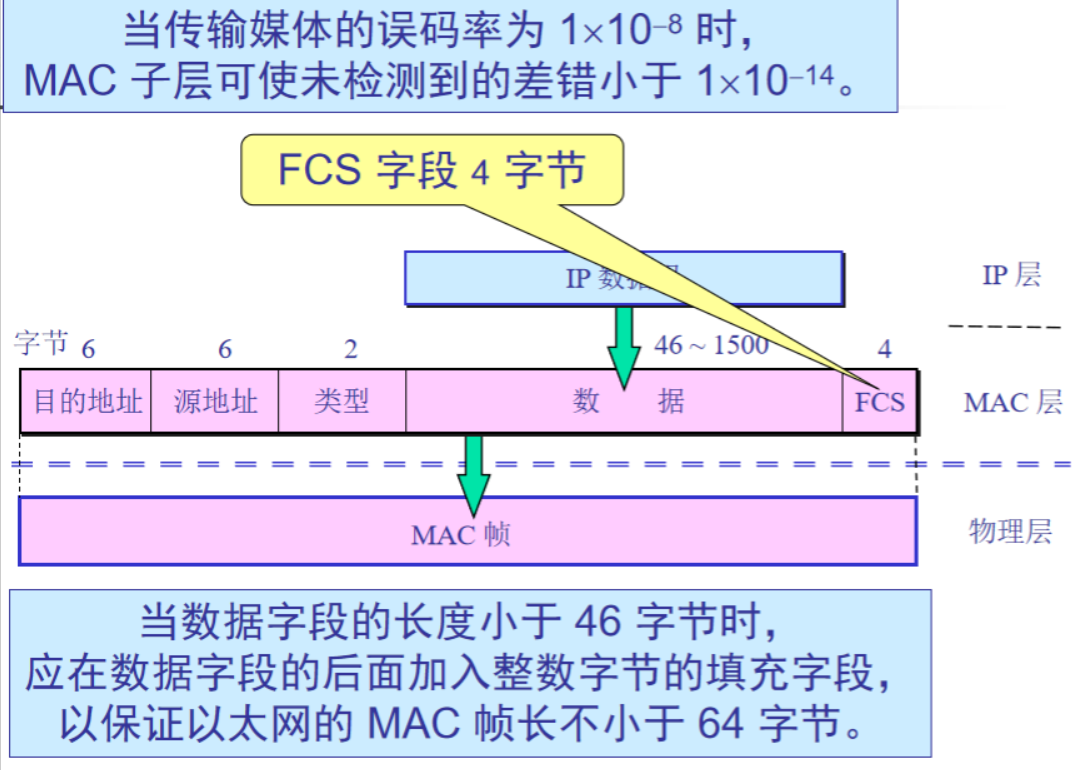 当传输媒体的误码率为 1×10⁻⁸ 时，
MAC 子层可使未检测到的差错小于 1×10⁻¹⁴。
FCS 字段 4 字节
IP 数据
IP 层
字节 6 6 2 46 ~ 1500 4
目的地址 源地址 类型 数 据 FCS MAC 层
MAC 帧 物理层
当数据字段的长度小于 46 字节时，
应在数据字段的后面加入整数字节的填充字段，
以保证以太网的 MAC 帧长不小于 64 字节。